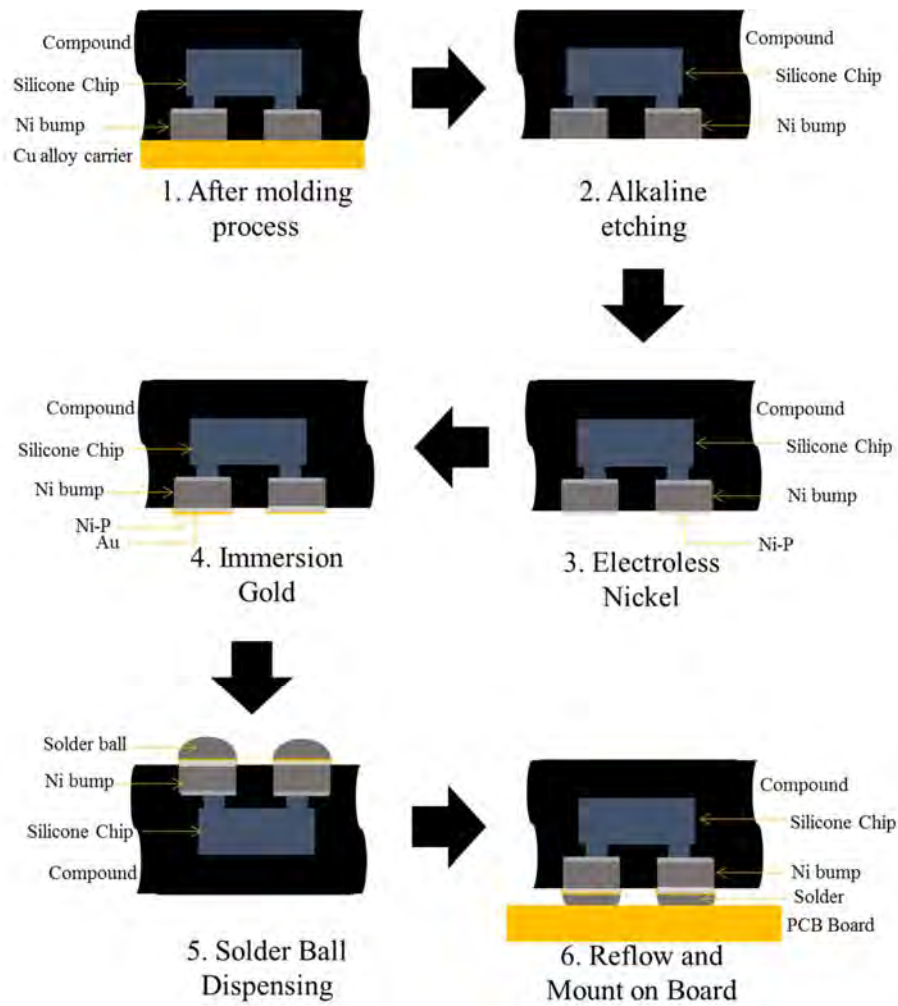 Compound
Silicone Chip
Ni bump
Cu alloy carrier
1. After molding
process
Compound
Silicone Chip
Ni bump
2. Alkaline
etching
Compound
Silicone Chip
Ni bump
Ni-P
Au
4. Immersion
Gold
Compound
Silicone Chip
Ni bump
Ni-P
3. Electroless
Nickel
Solder ball
Ni bump
Silicone Chip
Compound
5. Solder Ball
Dispensing
Compound
Silicone Chip
Ni bump
Solder
PCB Board
6. Reflow and
Mount on Board